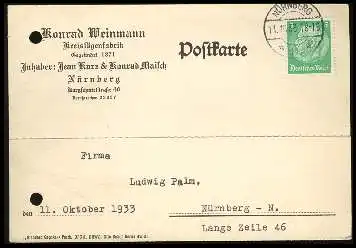 Konrad Weinmann
Kreissägenfabrik
Gegründet 1871
Inhaber: Jean Kurz & Konrad Maisch
Nürnberg
Postkarte
NÜRNBERG
Deutsches Reich
Firma
Ludwig Palm,
Nürnberg - N.
Lange Zeile 46
den 11. Oktober 1933